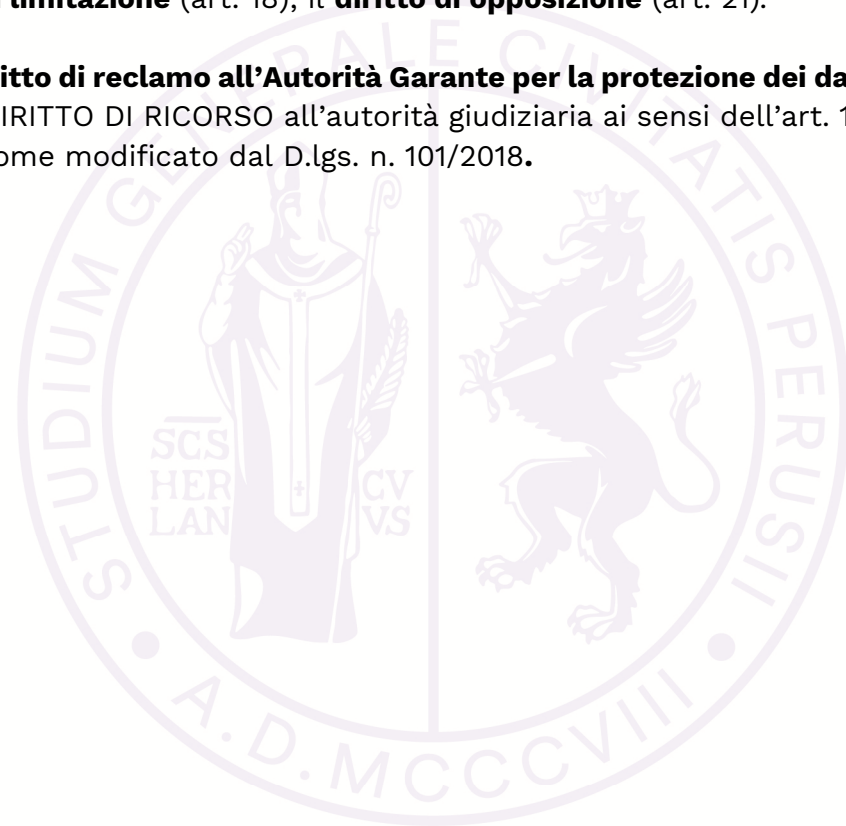 limitazione (art. 18), il diritto di opposizione (art. 21).
itto di reclamo all’Autorità Garante per la protezione dei da
IRITTO DI RICORSO all’autorità giudiziaria ai sensi dell’art. 1
ome modificato dal D.lgs. n. 101/2018.
STUDIUM GENERALE CIVITATIS PERUSII
SCS
HER CV
LAN VS
• A.D. MCCCVIII •